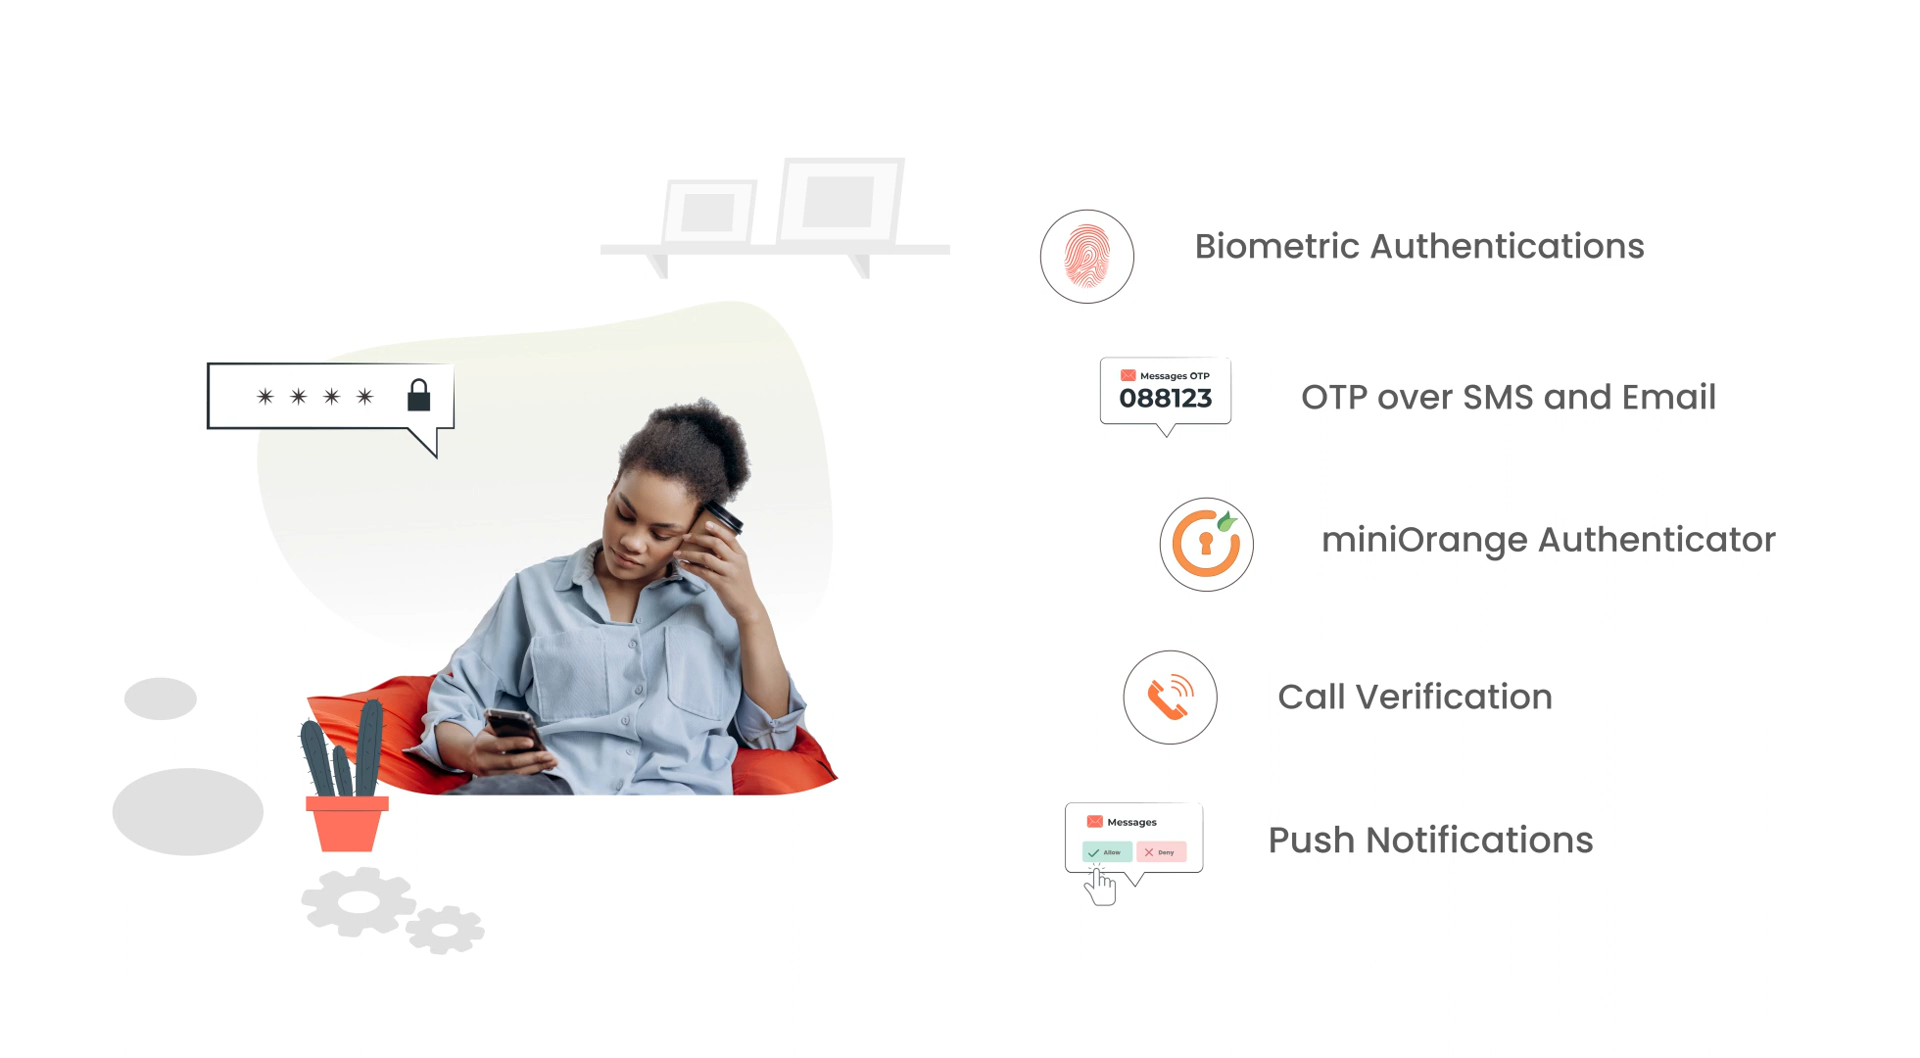 Biometric Authentications
Messages OTP
088123
OTP over SMS and Email
miniOrange Authenticator
Call Verification
Messages
Allow
Deny
Push Notifications